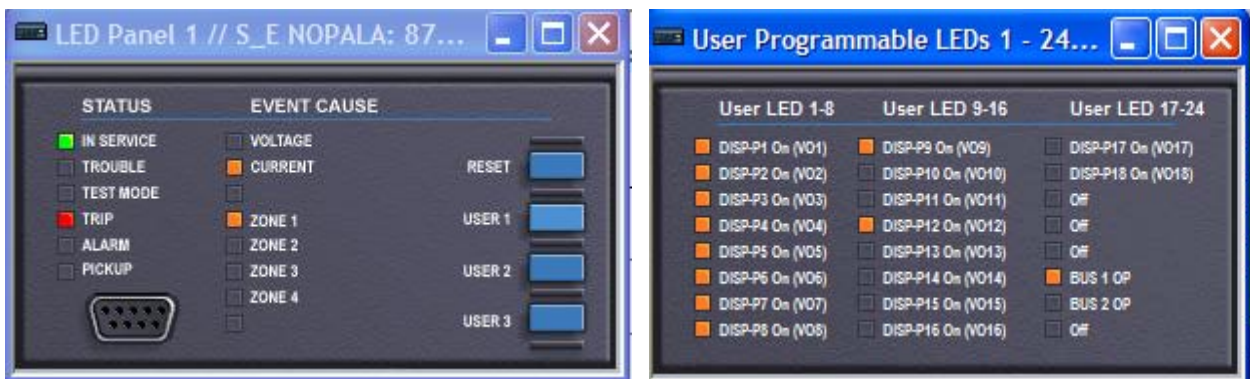 LED Panel 1 // S_E NOPALA: 87...
STATUS EVENT CAUSE
IN SERVICE VOLTAGE
TROUBLE CURRENT RESET
TEST MODE
TRIP ZONE 1 USER 1
ALARM ZONE 2
PICKUP ZONE 3 USER 2
ZONE 4
USER 3
User Programmable LEDs 1 - 24...
User LED 1-8 User LED 9-16 User LED 17-24
DISP-P1 On (VO1) DISP-P9 On (VO9) DISP-P17 On (VO17)
DISP-P2 On (VO2) DISP-P10 On (VO10) DISP-P18 On (VO18)
DISP-P3 On (VO3) DISP-P11 On (VO11) Off
DISP-P4 On (VO4) DISP-P12 On (VO12) Off
DISP-P5 On (VO5) DISP-P13 On (VO13) Off
DISP-P6 On (VO6) DISP-P14 On (VO14) BUS 1 OP
DISP-P7 On (VO7) DISP-P15 On (VO15) BUS 2 OP
DISP-P8 On (VO8) DISP-P16 On (VO16) Off